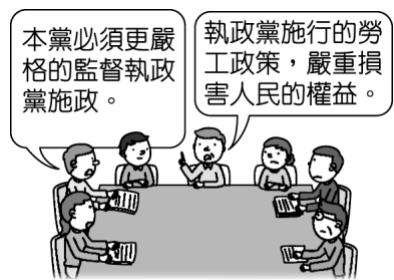 本黨必須更嚴
格的監督執政
黨施政。
執政黨施行的勞
工政策，嚴重損
害人民的權益。